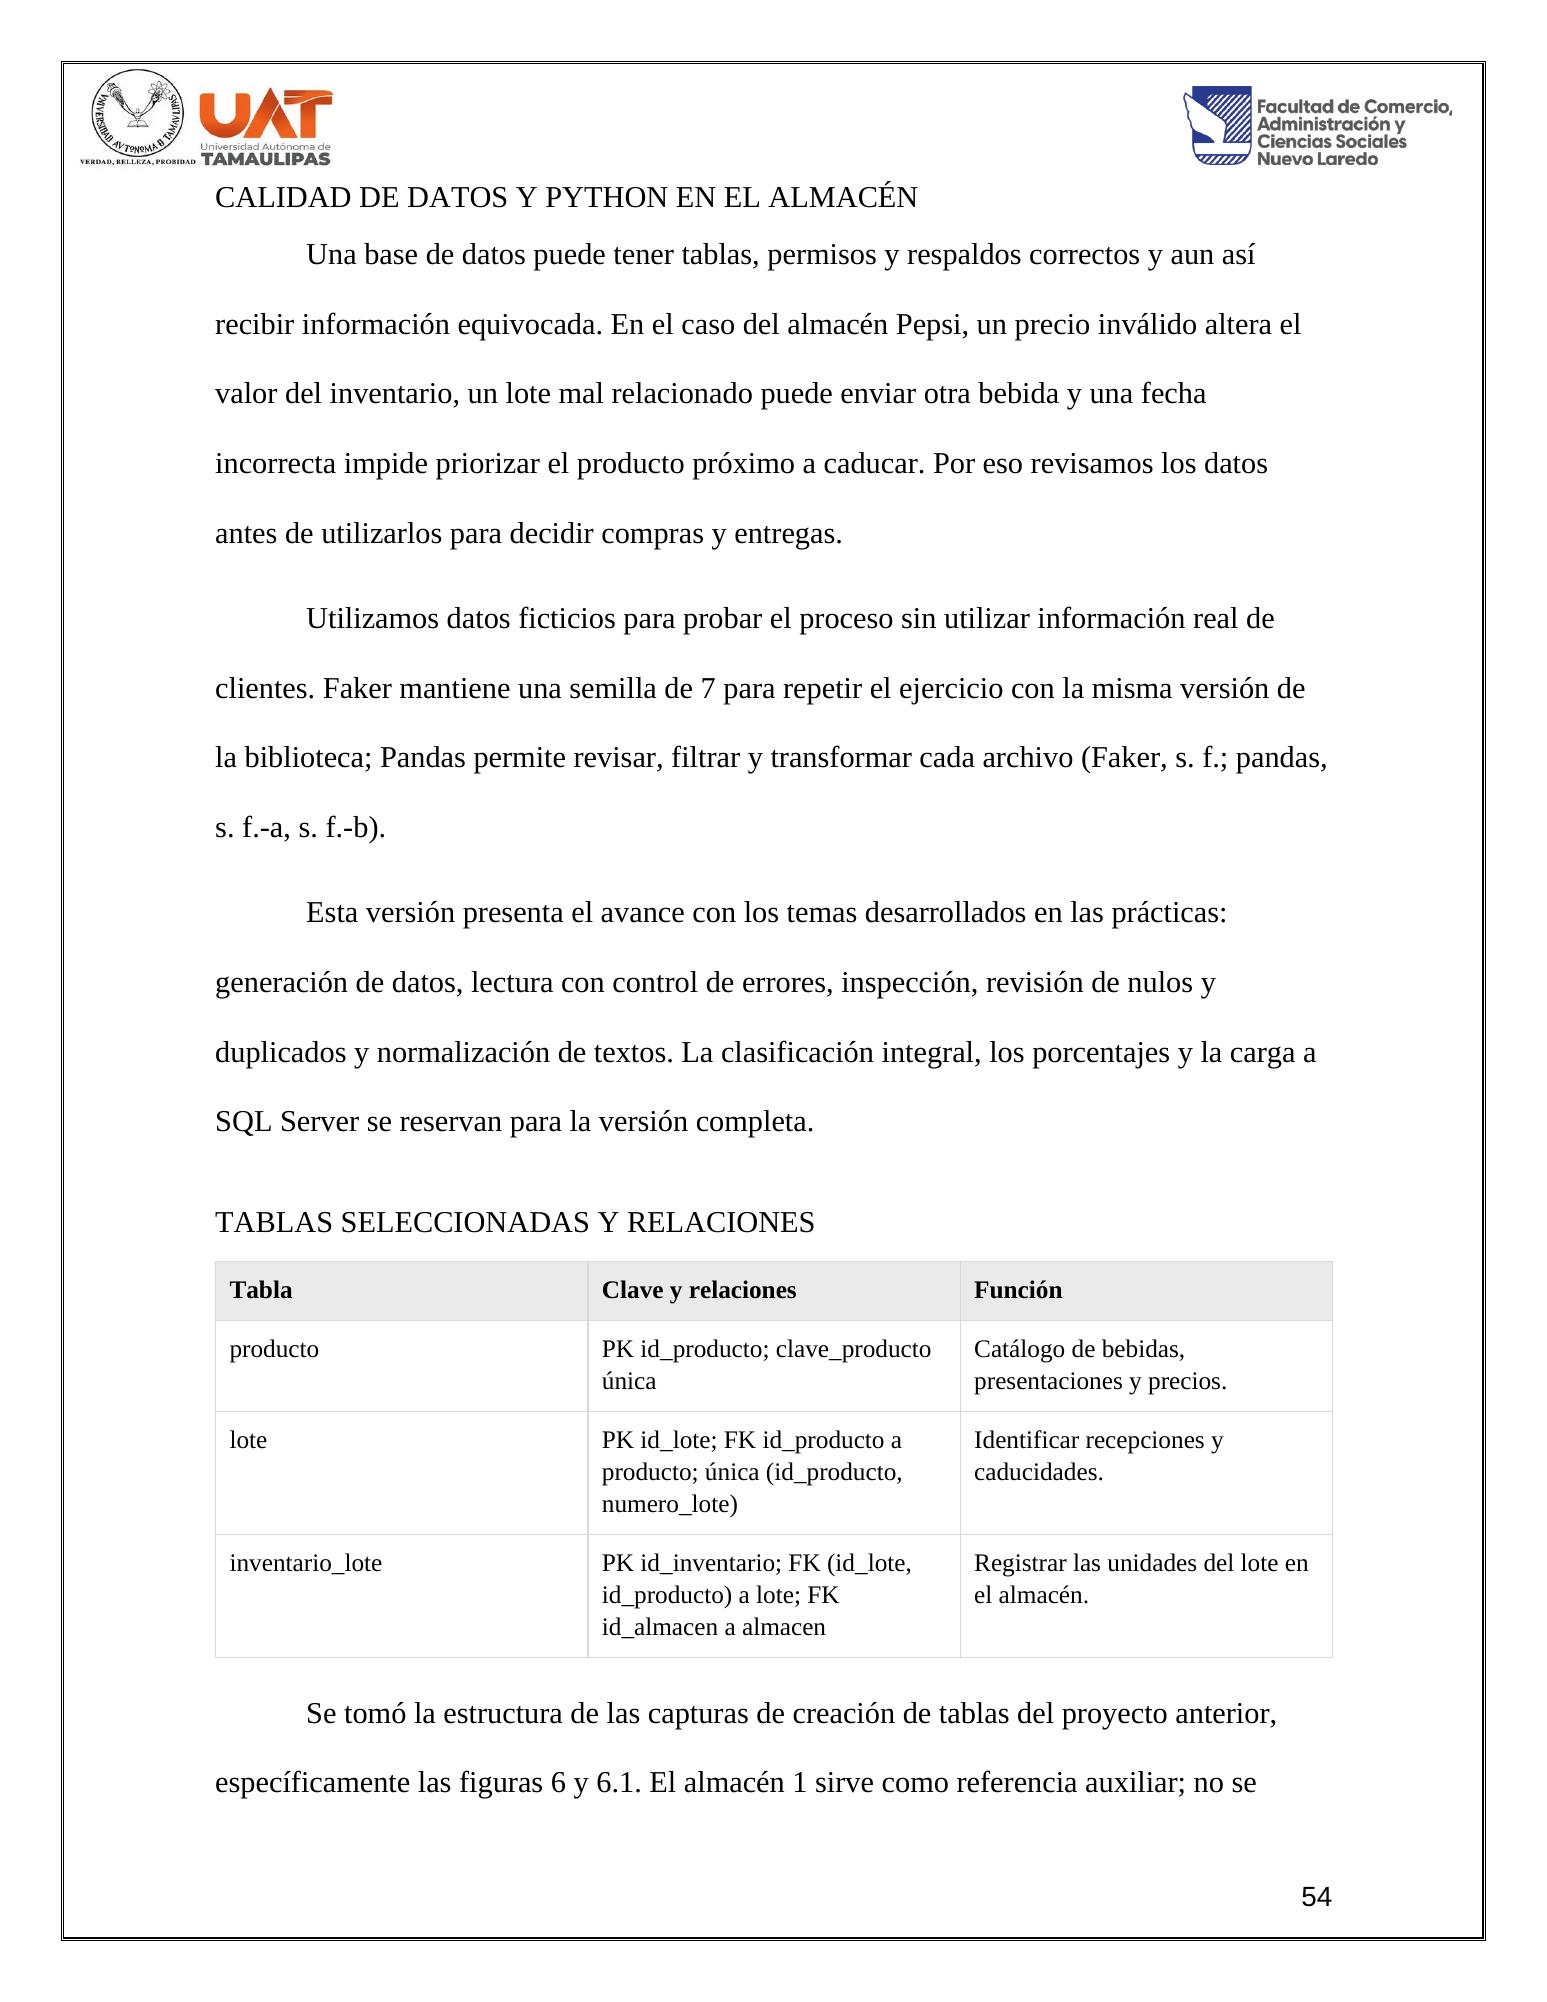 UNIVERSIDAD AVTONOMA D TAMAVLIPAS
VERDAD, BELLEZA, PROBIDAD
UAT
Universidad Autónoma de
TAMAULIPAS
Facultad de Comercio,
Administración y
Ciencias Sociales
Nuevo Laredo
CALIDAD DE DATOS Y PYTHON EN EL ALMACÉN
Una base de datos puede tener tablas, permisos y respaldos correctos y aun así
recibir información equivocada. En el caso del almacén Pepsi, un precio inválido altera el
valor del inventario, un lote mal relacionado puede enviar otra bebida y una fecha
incorrecta impide priorizar el producto próximo a caducar. Por eso revisamos los datos
antes de utilizarlos para decidir compras y entregas.
Utilizamos datos ficticios para probar el proceso sin utilizar información real de
clientes. Faker mantiene una semilla de 7 para repetir el ejercicio con la misma versión de
la biblioteca; Pandas permite revisar, filtrar y transformar cada archivo (Faker, s. f.; pandas,
s. f.-a, s. f.-b).
Esta versión presenta el avance con los temas desarrollados en las prácticas:
generación de datos, lectura con control de errores, inspección, revisión de nulos y
duplicados y normalización de textos. La clasificación integral, los porcentajes y la carga a
SQL Server se reservan para la versión completa.
TABLAS SELECCIONADAS Y RELACIONES
Tabla
Clave y relaciones
Función
producto
PK id_producto; clave_producto
única
Catálogo de bebidas,
presentaciones y precios.
lote
PK id_lote; FK id_producto a
producto; única (id_producto,
numero_lote)
Identificar recepciones y
caducidades.
inventario_lote
PK id_inventario; FK (id_lote,
id_producto) a lote; FK
id_almacen a almacen
Registrar las unidades del lote en
el almacén.
Se tomó la estructura de las capturas de creación de tablas del proyecto anterior,
específicamente las figuras 6 y 6.1. El almacén 1 sirve como referencia auxiliar; no se
54